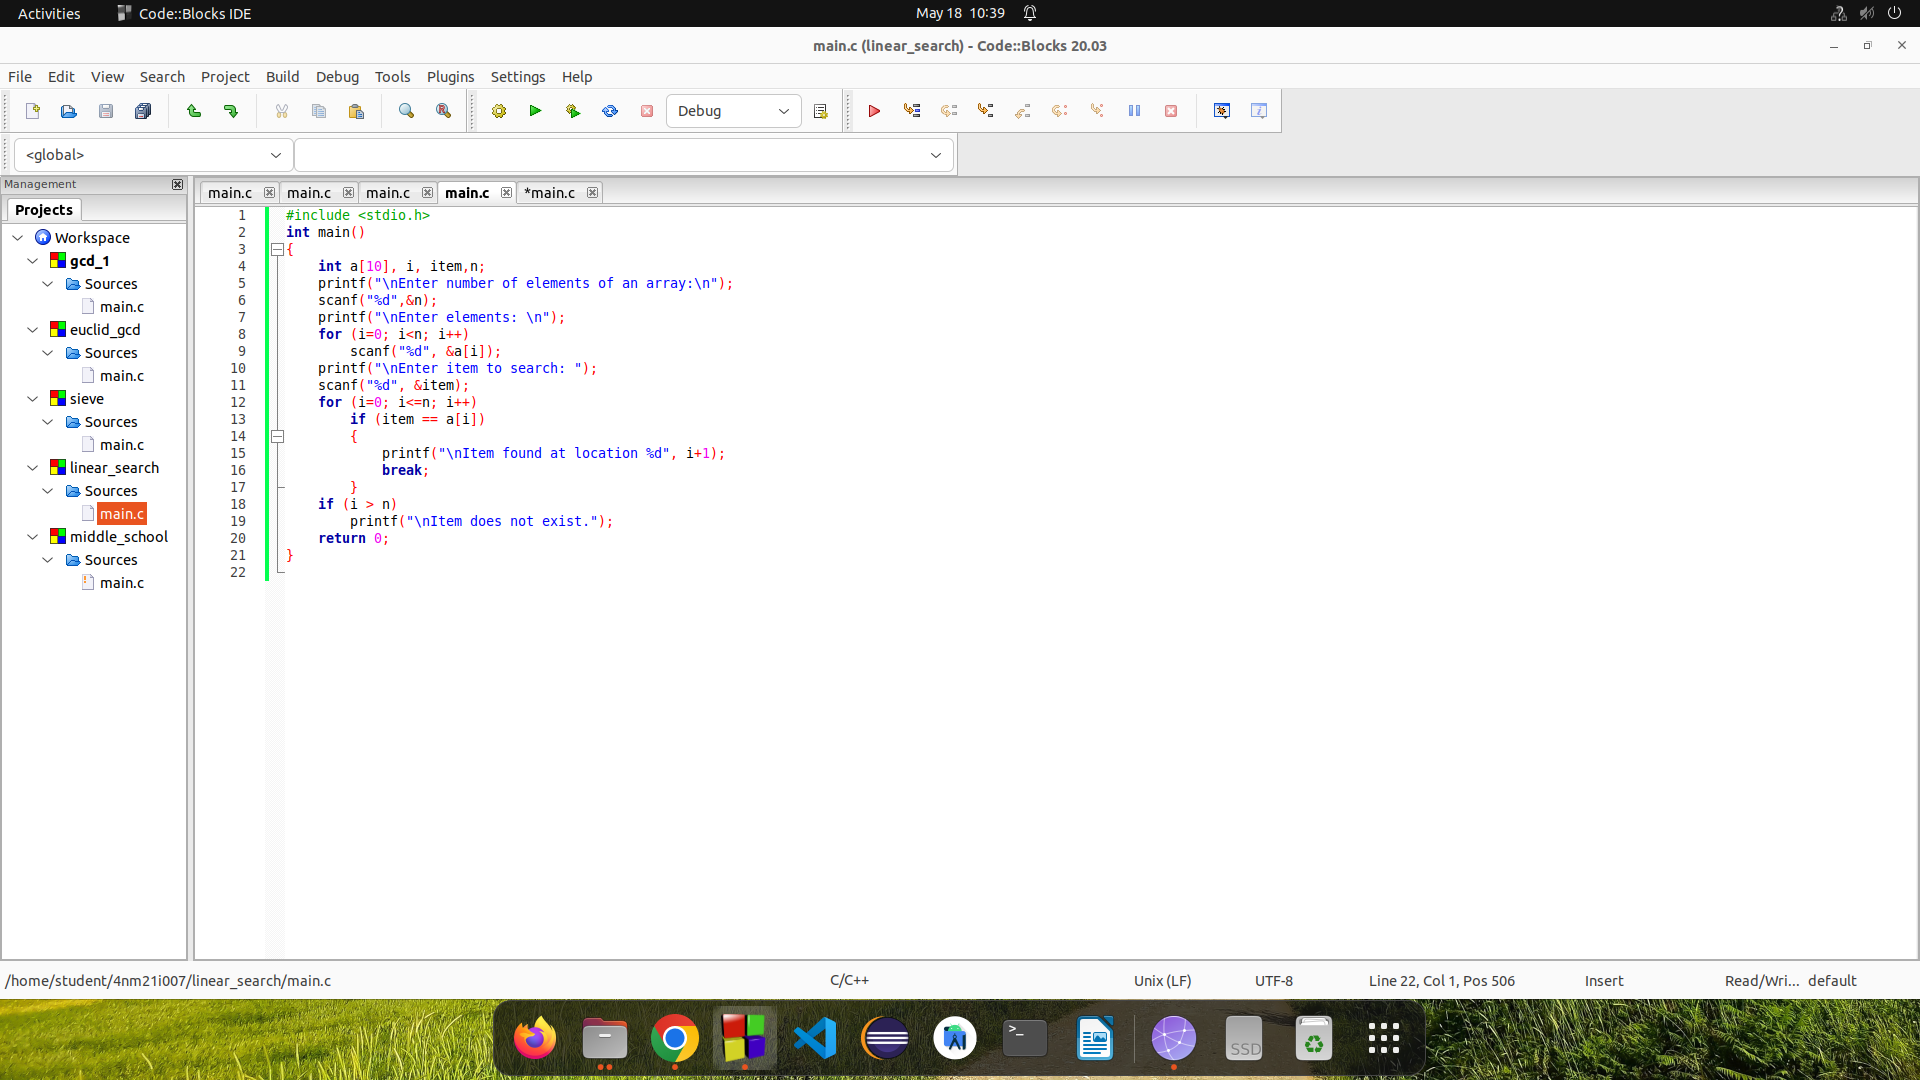 Activities Code::Blocks IDE May 18 10:39
main.c (linear_search) - Code::Blocks 20.03
File Edit View Search Project Build Debug Tools Plugins Settings Help
Debug
<global>
Management
Projects
Workspace
gcd_1
Sources
main.c
euclid_gcd
Sources
main.c
sieve
Sources
main.c
linear_search
Sources
main.c
middle_school
Sources
main.c
main.c main.c main.c main.c *main.c
1 #include <stdio.h>
2 int main()
3 {
4 int a[10], i, item,n;
5 printf("\nEnter number of elements of an array:\n");
6 scanf("%d",&n);
7 printf("\nEnter elements: \n");
8 for (i=0; i<n; i++)
9 scanf("%d", &a[i]);
10 printf("\nEnter item to search: ");
11 scanf("%d", &item);
12 for (i=0; i<=n; i++)
13 if (item == a[i])
14 {
15 printf("\nItem found at location %d", i+1);
16 break;
17 }
18 if (i > n)
19 printf("\nItem does not exist.");
20 return 0;
21 }
22
/home/student/4nm21i007/linear_search/main.c C/C++ Unix (LF) UTF-8 Line 22, Col 1, Pos 506 Insert Read/Wri... default
>_
SSD